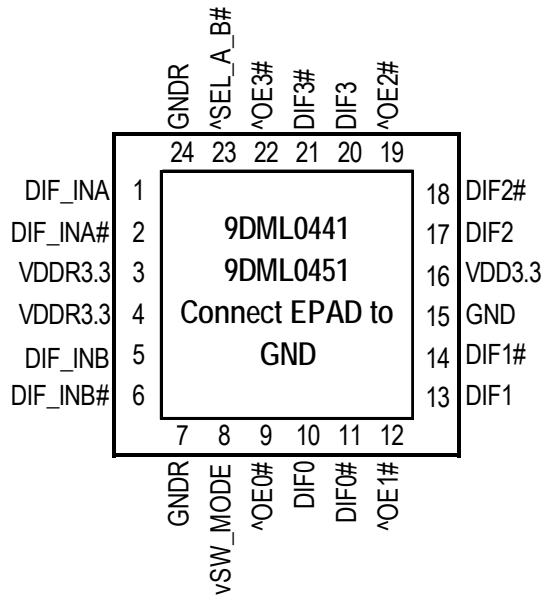 GNDR
^SEL_A_B#
^OE3#
DIF3#
DIF3
^OE2#
24 23 22 21 20 19
DIF_INA 1
DIF_INA# 2
VDDR3.3 3
VDDR3.3 4
DIF_INB 5
DIF_INB# 6
9DML0441
9DML0451
Connect EPAD to
GND
18 DIF2#
17 DIF2
16 VDD3.3
15 GND
14 DIF1#
13 DIF1
7 8 9 10 11 12
GNDR
vSW_MODE
^OE0#
DIF0
DIF0#
^OE1#